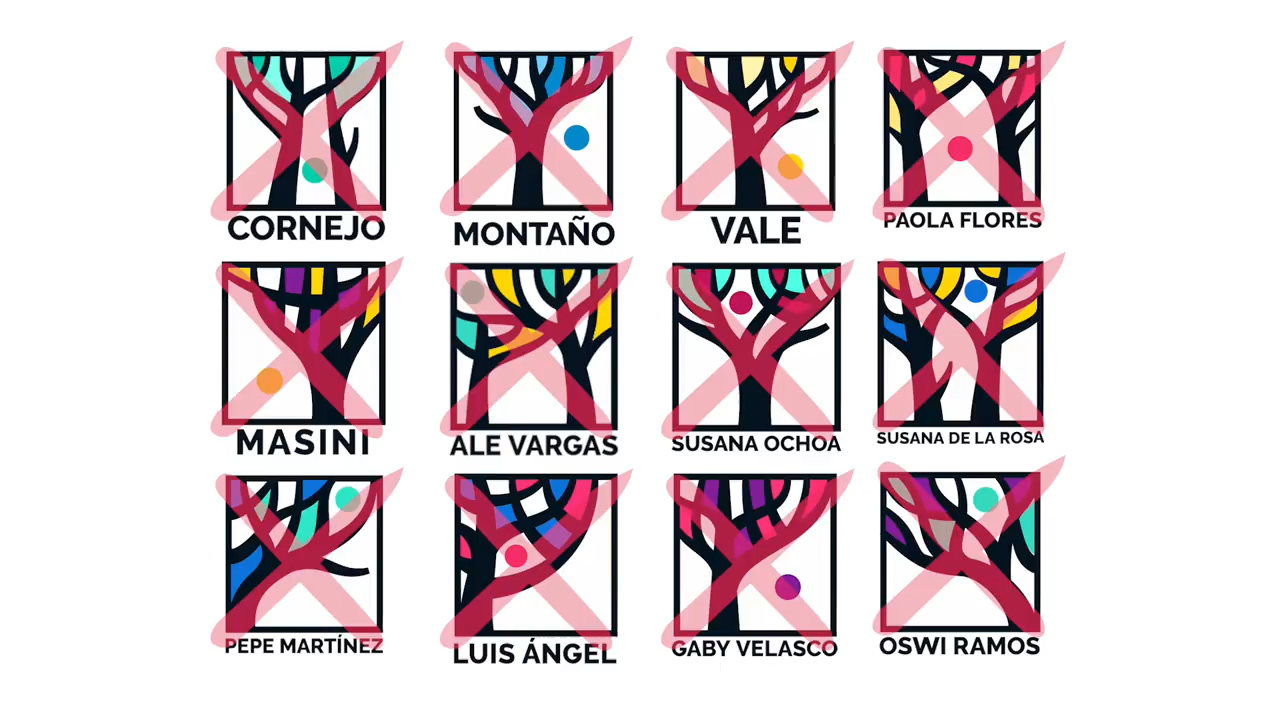 CORNEJO
MONTAÑO
VALE
PAOLA FLORES
MASINI
ALE VARGAS
SUSANA OCHOA
SUSANA DE LA ROSA
PEPE MARTÍNEZ
LUIS ÁNGEL
GABY VELASCO
OSWI RAMOS